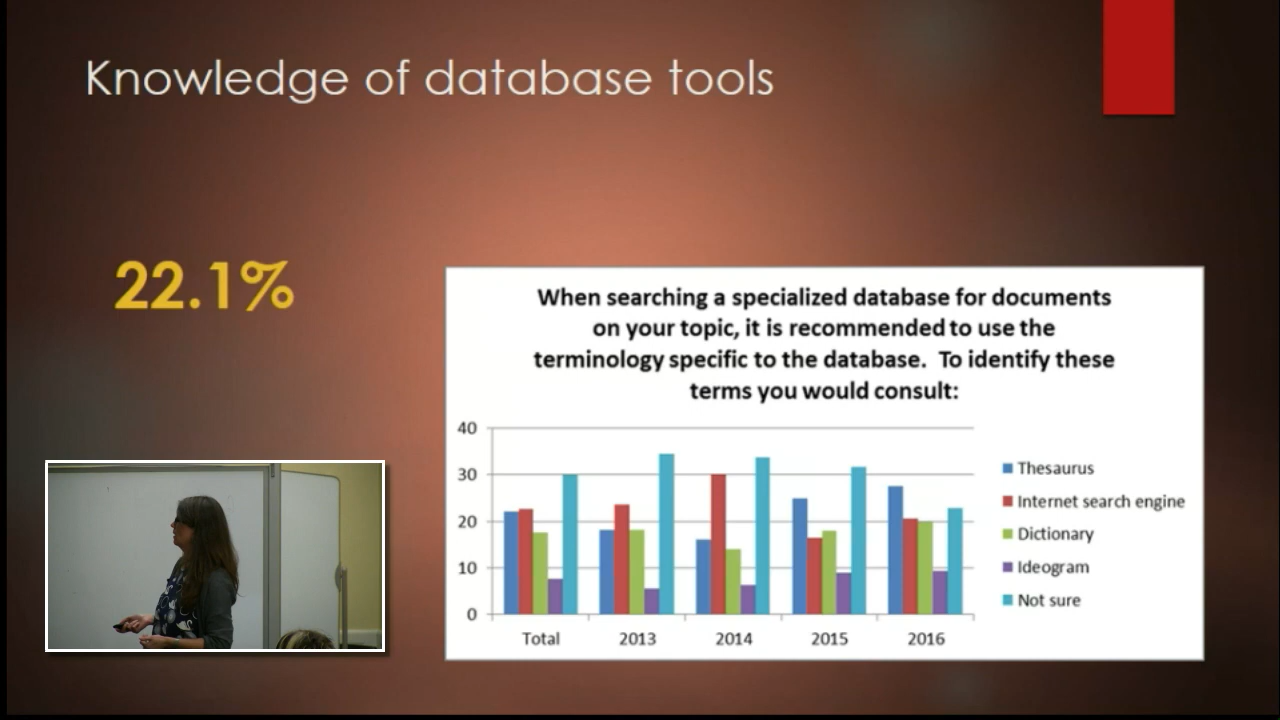 Knowledge of database tools
22.1%
When searching a specialized database for documents
on your topic, it is recommended to use the
terminology specific to the database.  To identify these
terms you would consult:
40
30
20
10
0
Total 2013 2014 2015 2016
Thesaurus
Internet search engine
Dictionary
Ideogram
Not sure